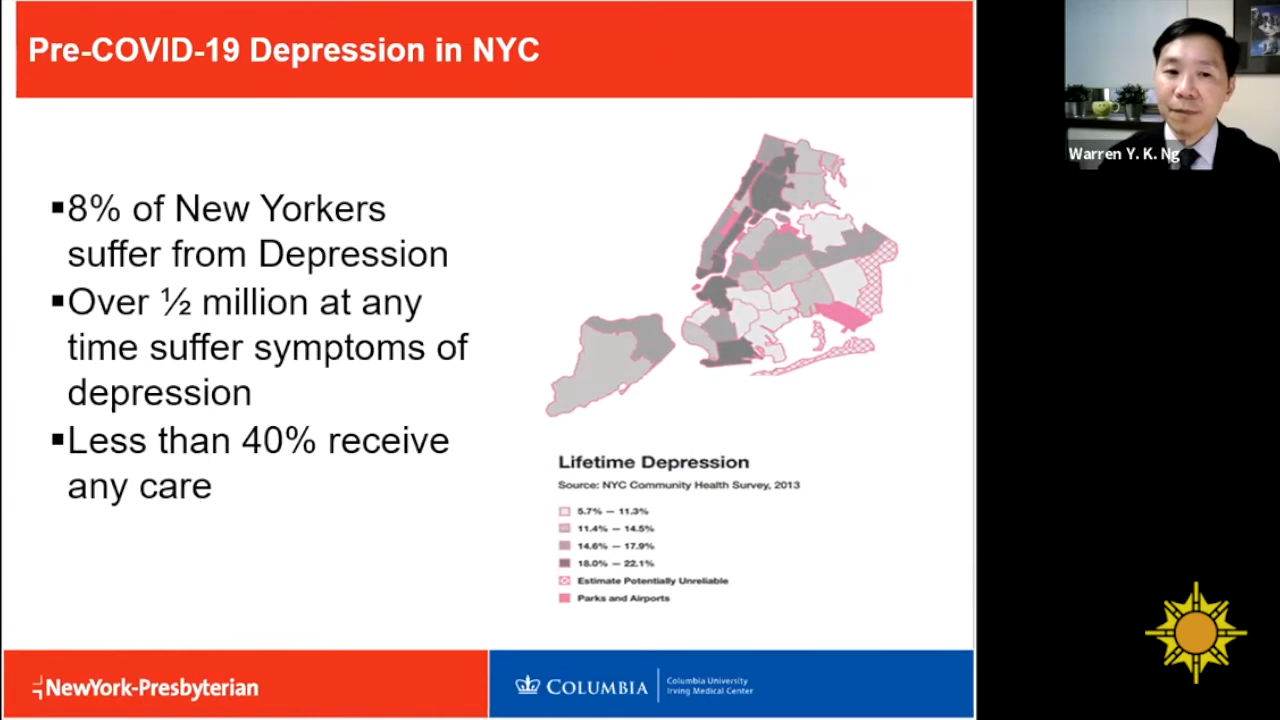 Pre-COVID-19 Depression in NYC
▪8% of New Yorkers
suffer from Depression
▪Over ½ million at any
time suffer symptoms of
depression
▪Less than 40% receive
any care
Lifetime Depression
Source: NYC Community Health Survey, 2013
5.7% — 11.3%
11.4% — 14.5%
14.6% — 17.9%
18.0% — 22.1%
Estimate Potentially Unreliable
Parks and Airports
NewYork-Presbyterian
COLUMBIA
Columbia University
Irving Medical Center
Warren Y. K. Ng